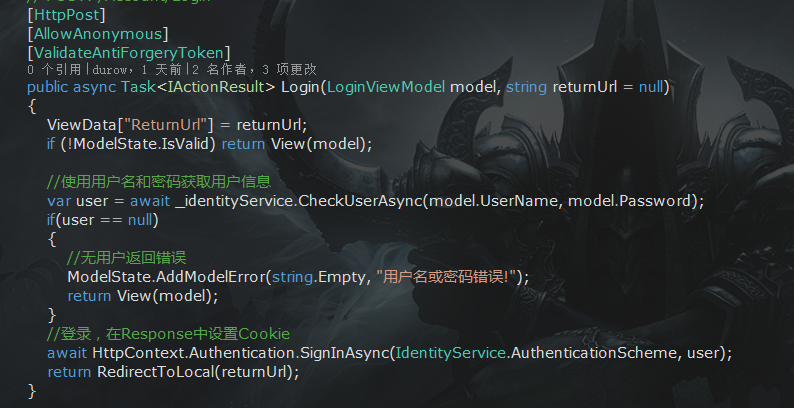 // POST: /Account/Login
[HttpPost]
[AllowAnonymous]
[ValidateAntiForgeryToken]
0 个引用|durow，1 天前|2 名作者，3 项更改
public async Task<IActionResult> Login(LoginViewModel model, string returnUrl = null)
{
ViewData["ReturnUrl"] = returnUrl;
if (!ModelState.IsValid) return View(model);
//使用用户名和密码获取用户信息
var user = await _identityService.CheckUserAsync(model.UserName, model.Password);
if(user == null)
{
//无用户返回错误
ModelState.AddModelError(string.Empty, "用户名或密码错误!");
return View(model);
}
//登录，在Response中设置Cookie
await HttpContext.Authentication.SignInAsync(IdentityService.AuthenticationScheme, user);
return RedirectToLocal(returnUrl);
}